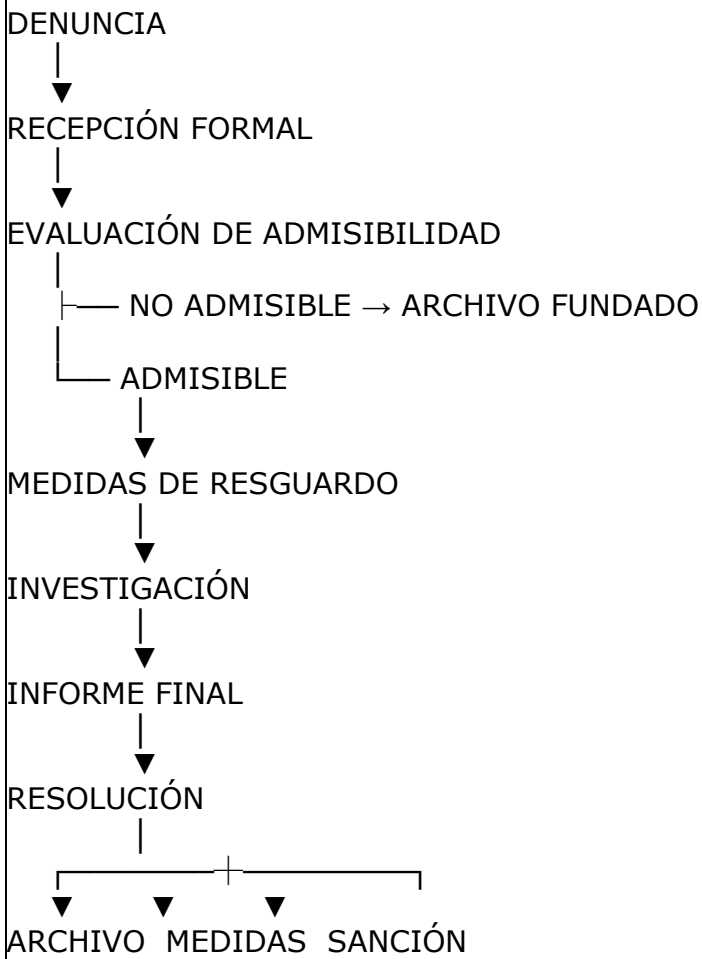 DENUNCIA
│
▼
RECEPCIÓN FORMAL
│
▼
EVALUACIÓN DE ADMISIBILIDAD
│
├── NO ADMISIBLE → ARCHIVO FUNDADO
│
└── ADMISIBLE
│
▼
MEDIDAS DE RESGUARDO
│
▼
INVESTIGACIÓN
│
▼
INFORME FINAL
│
▼
RESOLUCIÓN
│
┌─────────┼──────────┐
▼ ▼ ▼
ARCHIVO MEDIDAS SANCIÓN